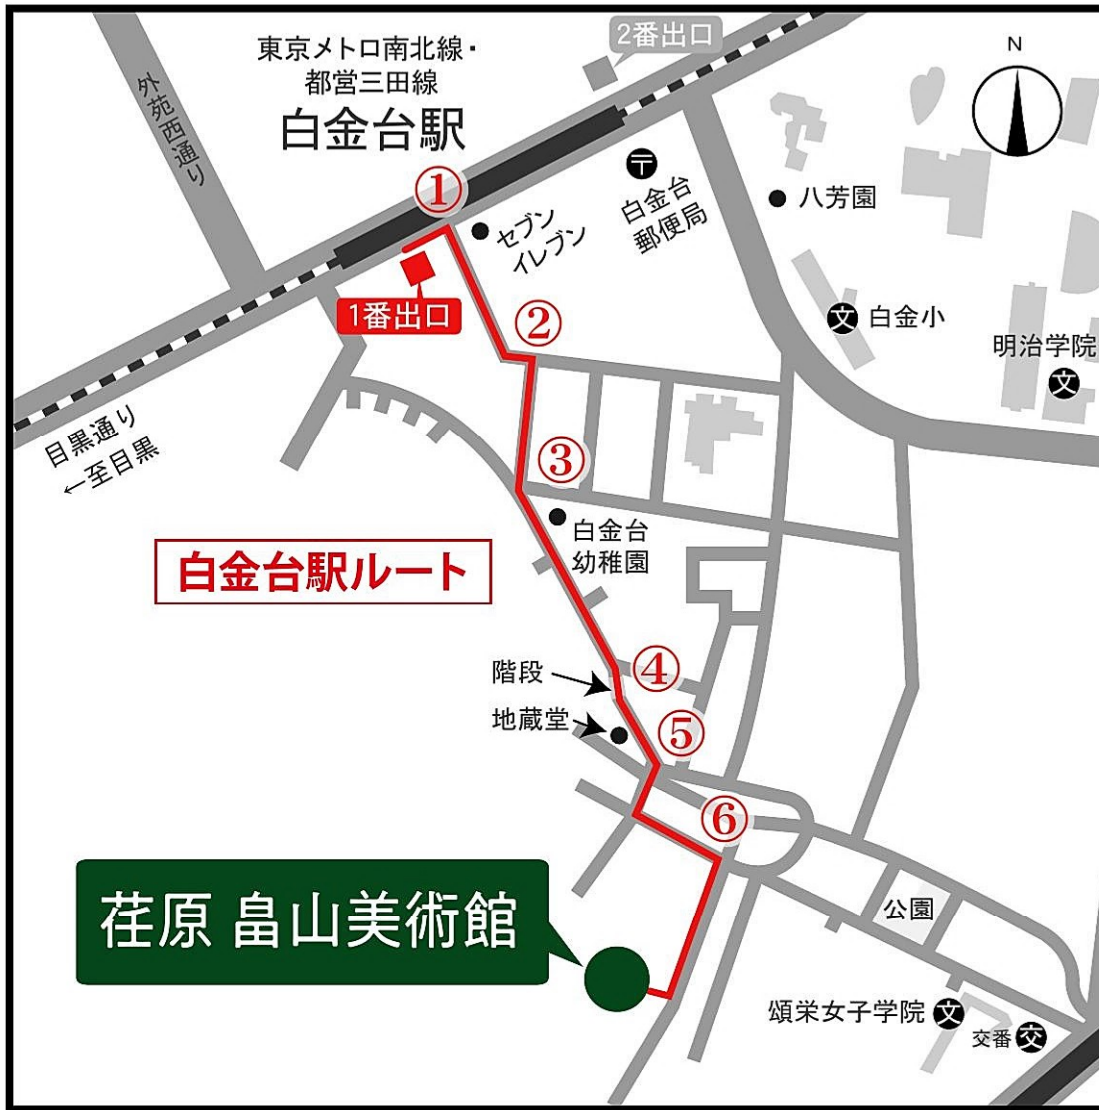 2番出口
N
東京メトロ南北線・
都営三田線
白金台駅
外苑西通り
①
〒
白金台
郵便局
八芳園
セブン
イレブン
1番出口
②
文
白金小
明治学院
文
目黒通り
←至目黒
③
白金台
幼稚園
白金台駅ルート
階段
④
地蔵堂
⑤
⑥
荏原 畠山美術館
公園
頌栄女子学院
文
交番
交